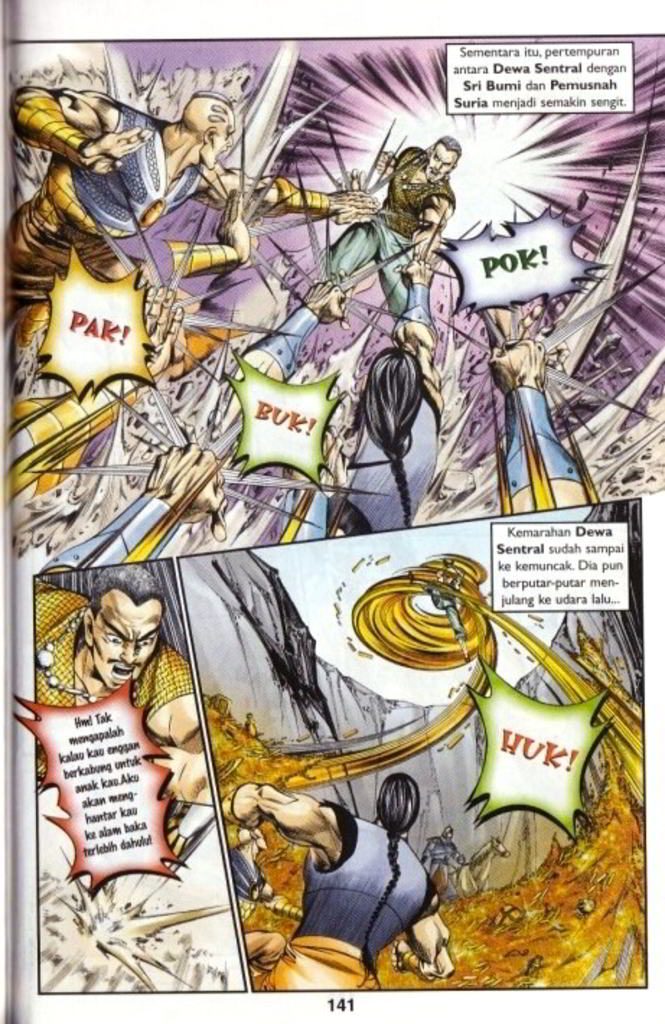 Sementara itu, pertempuran
antara Dewa Sentral dengan
Sri Bumi dan Pemusnah
Suria menjadi semakin sengit.
POK!
PAK!
BUK!
Kemarahan Dewa
Sentral sudah sampai
ke kemuncak. Dia pun
berputar-putar men-
julang ke udara lalu...
Hm! Tak
mengapalah
kalau kau enggan
berkabung untuk
anak kau.Aku
akan meng-
hantar kau
ke alam baka
terlebih dahulu!
HUK!
141